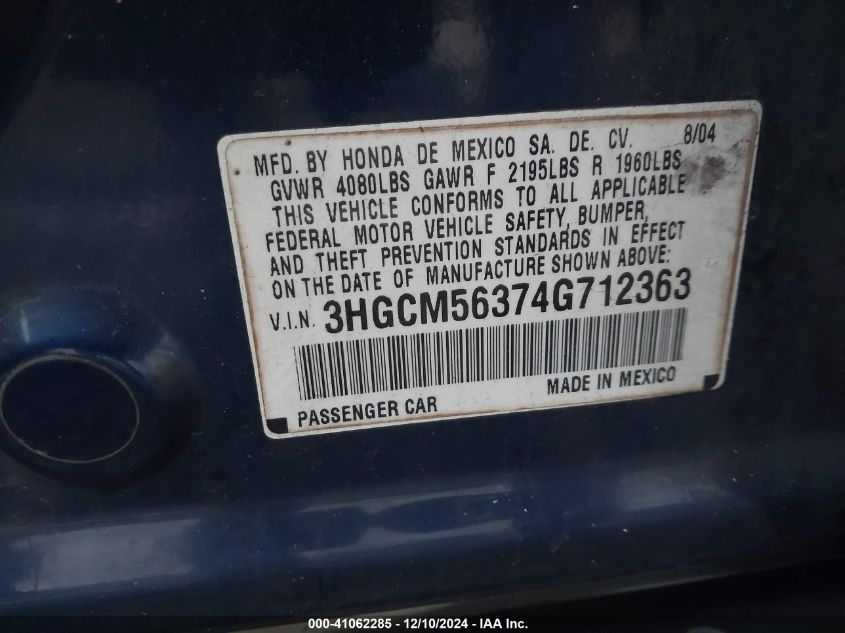 MFD. BY HONDA DE MEXICO SA. DE. CV. 8/04
GVWR 4080LBS GAWR F 2195LBS R 1960LBS
THIS VEHICLE CONFORMS TO ALL APPLICABLE
FEDERAL MOTOR VEHICLE SAFETY, BUMPER,
AND THEFT PREVENTION STANDARDS IN EFFECT
ON THE DATE OF MANUFACTURE SHOWN ABOVE:
V.I.N. 3HGCM56374G712363
PASSENGER CAR MADE IN MEXICO
000-41062285 - 12/10/2024 - IAA Inc.